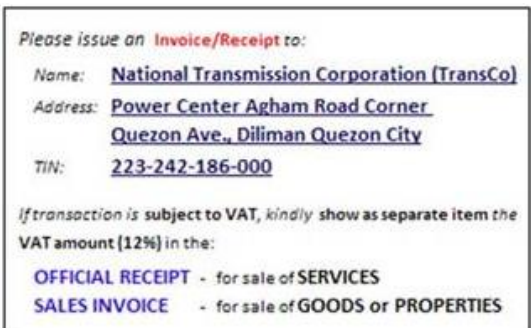 Please issue an Invoice/Receipt to:
Name: National Transmission Corporation (TransCo)
Address: Power Center Agham Road Corner
Quezon Ave., Diliman Quezon City
TIN: 223-242-186-000
If transaction is subject to VAT, kindly show as separate item the
VAT amount (12%) in the:
OFFICIAL RECEIPT - for sale of SERVICES
SALES INVOICE - for sale of GOODS or PROPERTIES